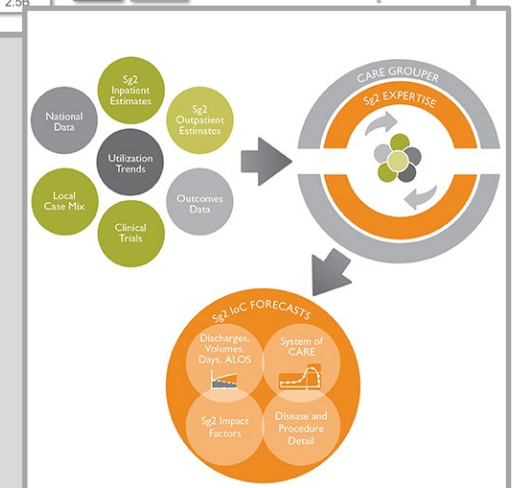 2.5B
Sg2
Inpatient
Estimates
National
Data
Sg2
Outpatient
Estimates
Utilization
Trends
Local
Case Mix
Outcomes
Data
Clinical
Trials
CARE GROUPER
Sg2 EXPERTISE
Sg2 IoC FORECASTS
Discharges,
Volumes,
Days, ALOS
System of
CARE
Sg2 Impact
Factors
Disease and
Procedure
Detail